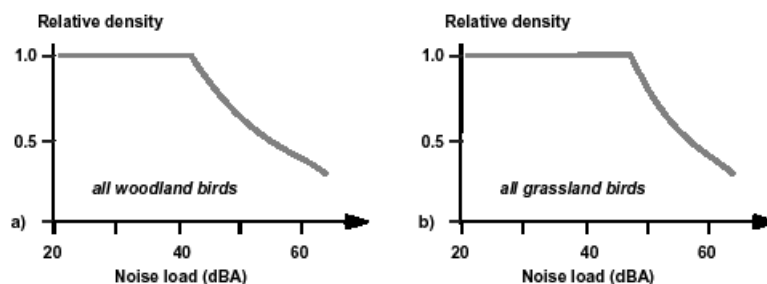 Relative density
1.0
0.5
all woodland birds
a)
20 40 60
Noise load (dBA)
Relative density
1.0
0.5
all grassland birds
b)
20 40 60
Noise load (dBA)